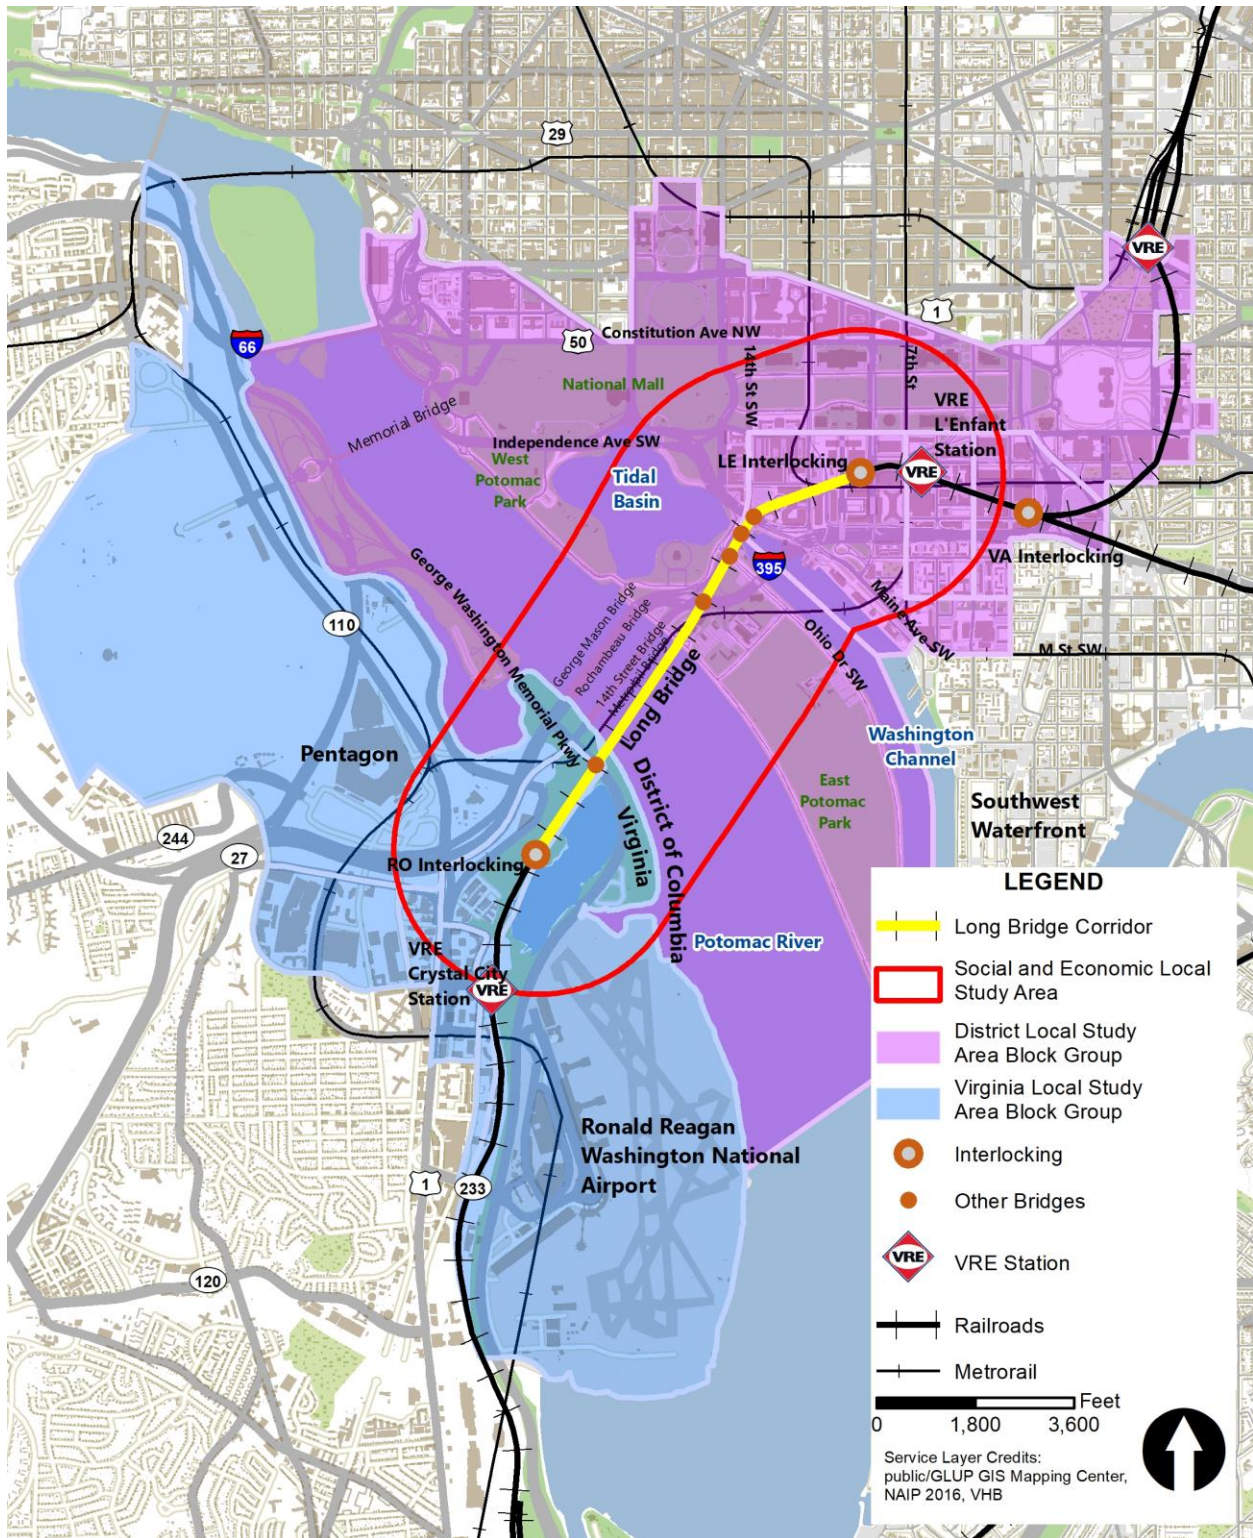 29
VRE
1
66
50
Constitution Ave NW
14th St SW
7th St
National Mall
Memorial Bridge
VRE
L'Enfant
Station
Independence Ave SW
LE Interlocking
VRE
West
Potomac
Park
Tidal
Basin
VA Interlocking
395
George Washington Memorial Pkwy
George Mason Bridge
Rochambeau Bridge
14th Street Bridge
Metrorail Bridge
Long Bridge
Maine Ave SW
Ohio Dr SW
M St SW
110
Washington
Channel
Pentagon
District of Columbia
Virginia
East
Potomac
Park
Southwest
Waterfront
244
27
RO Interlocking
Potomac River
VRE
Crystal City
Station
VRE
Ronald Reagan
Washington National
Airport
1
233
120
LEGEND
Long Bridge Corridor
Social and Economic Local
Study Area
District Local Study
Area Block Group
Virginia Local Study
Area Block Group
Interlocking
Other Bridges
VRE
VRE Station
Railroads
Metrorail
Feet
0 1,800 3,600
Service Layer Credits:
public/GLUP GIS Mapping Center,
NAIP 2016, VHB